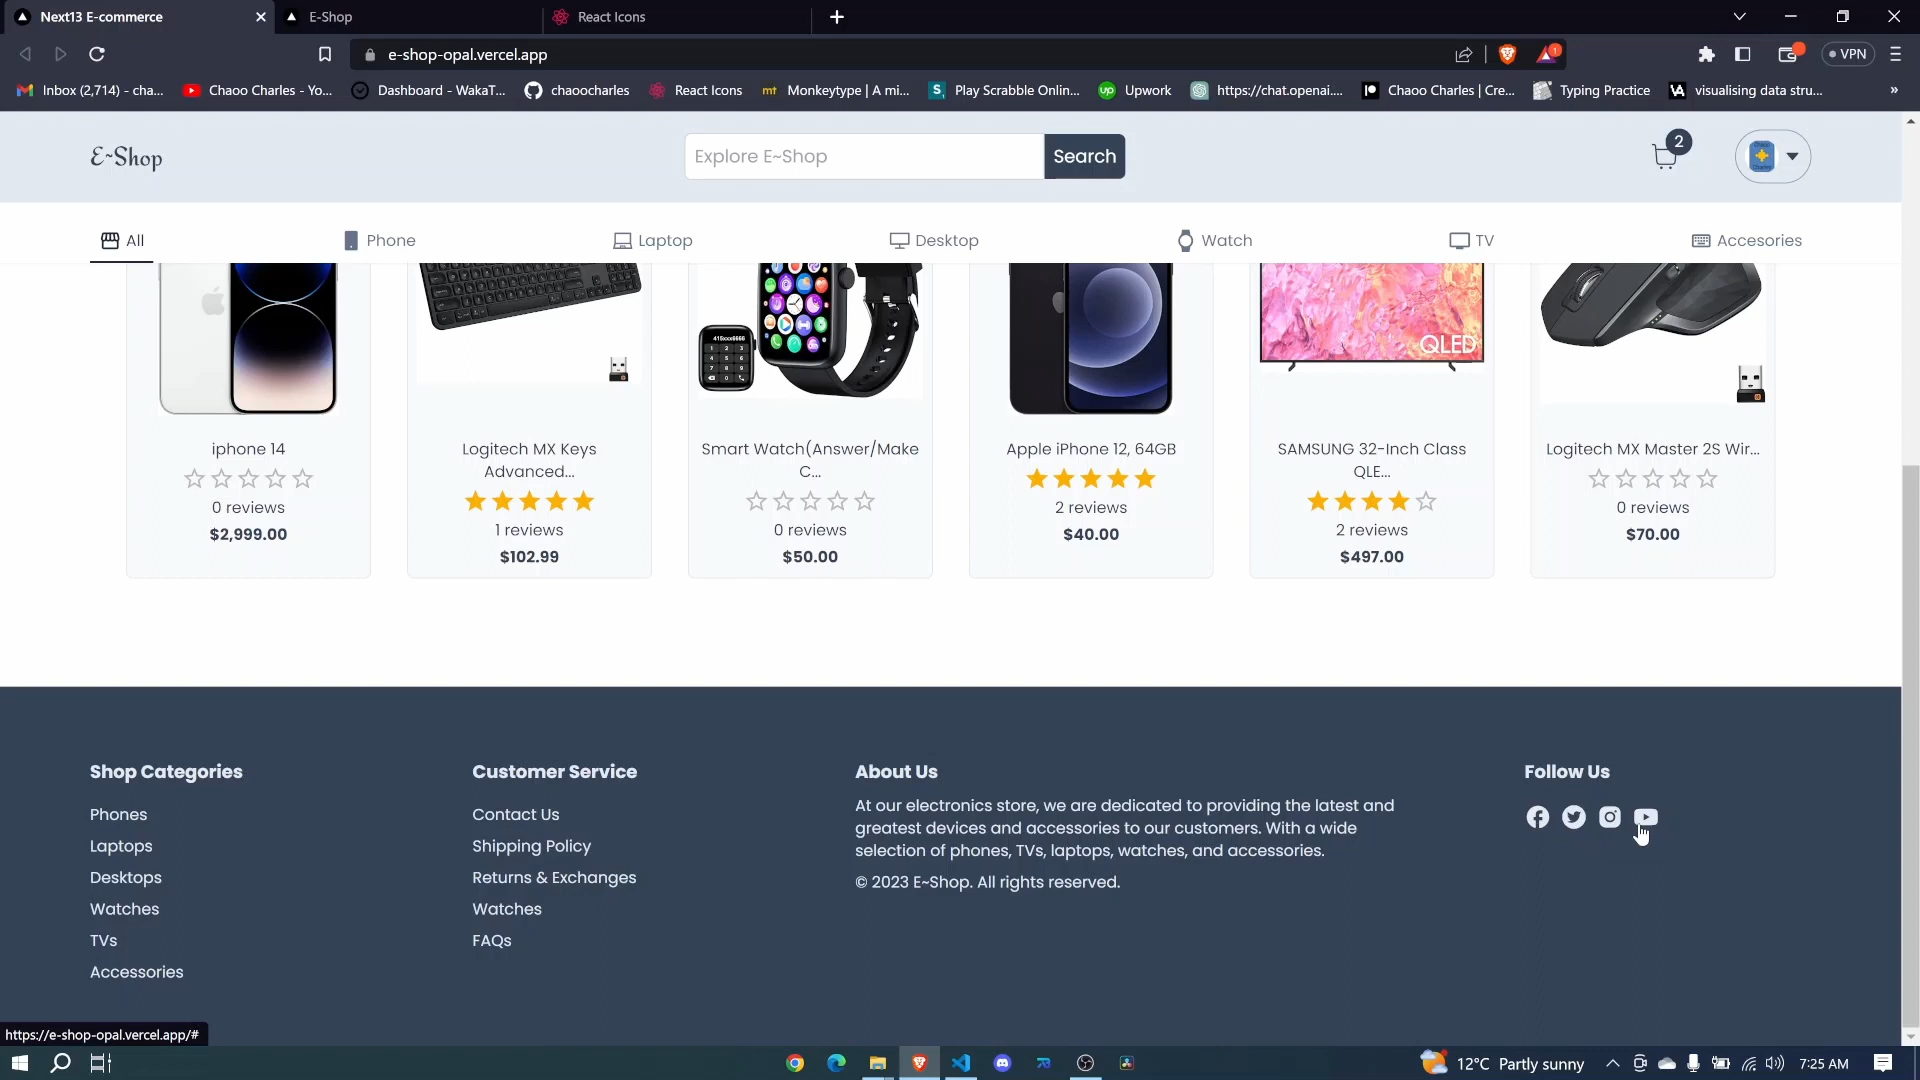 Next13 E-commerce
E-Shop
React Icons
e-shop-opal.vercel.app
1
VPN
Inbox (2,714) - cha...
Chaoo Charles - Yo...
Dashboard - WakaT...
chaoocharles
React Icons
mt
Monkeytype | A mi...
S
Play Scrabble Onlin...
up
Upwork
https://chat.openai....
Chaoo Charles | Cre...
Typing Practice
VA
visualising data stru...
»
E~Shop
Explore E~Shop
Search
2
All
Phone
Laptop
Desktop
Watch
TV
Accesories
QLED
iphone 14
0 reviews
$2,999.00
Logitech MX Keys
Advanced...
1 reviews
$102.99
Smart Watch(Answer/Make
C...
0 reviews
$50.00
Apple iPhone 12, 64GB
2 reviews
$40.00
SAMSUNG 32-Inch Class
QLE...
2 reviews
$497.00
Logitech MX Master 2S Wir...
0 reviews
$70.00
Shop Categories
Phones
Laptops
Desktops
Watches
TVs
Accessories
Customer Service
Contact Us
Shipping Policy
Returns & Exchanges
Watches
FAQs
About Us
At our electronics store, we are dedicated to providing the latest and
greatest devices and accessories to our customers. With a wide
selection of phones, TVs, laptops, watches, and accessories.
© 2023 E~Shop. All rights reserved.
Follow Us
https://e-shop-opal.vercel.app/#
12°C Partly sunny
7:25 AM